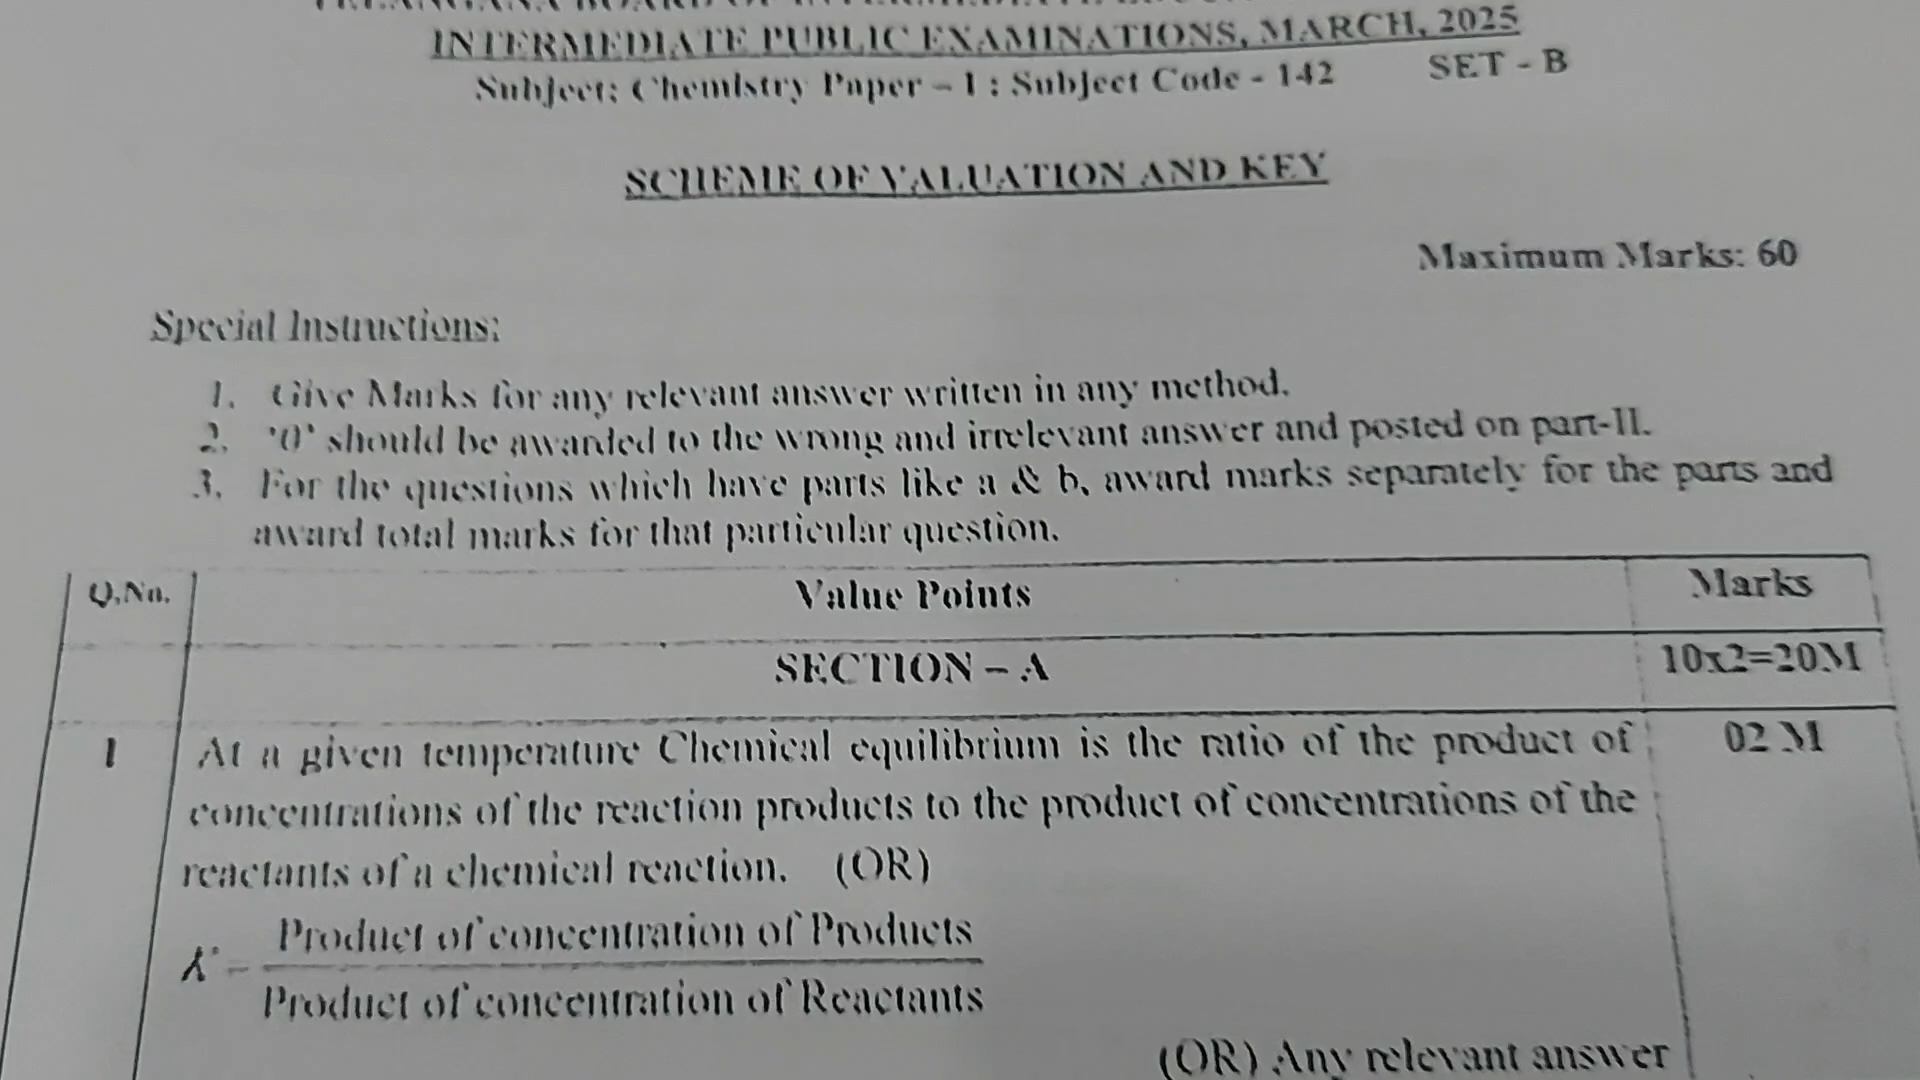 TELANGANA BOARD OF INTERMEDIATE
INTERMEDIATE PUBLIC EXAMINATIONS, MARCH, 2025
Subject: Chemistry Paper – I : Subject Code - 142 SET - B
SCHEME OF VALUATION AND KEY
Maximum Marks: 60
Special Instructions:
1. Give Marks for any relevant answer written in any method.
2. '0' should be awarded to the wrong and irrelevant answer and posted on part-II.
3. For the questions which have parts like a & b, award marks separately for the parts and
award total marks for that particular question.
Q.No. Value Points Marks
SECTION – A 10x2=20M
1 At a given temperature Chemical equilibrium is the ratio of the product of 02 M
concentrations of the reaction products to the product of concentrations of the
reactants of a chemical reaction. (OR)
Product of concentration of Products
K =
Product of concentration of Reactants
(OR) Any relevant answer